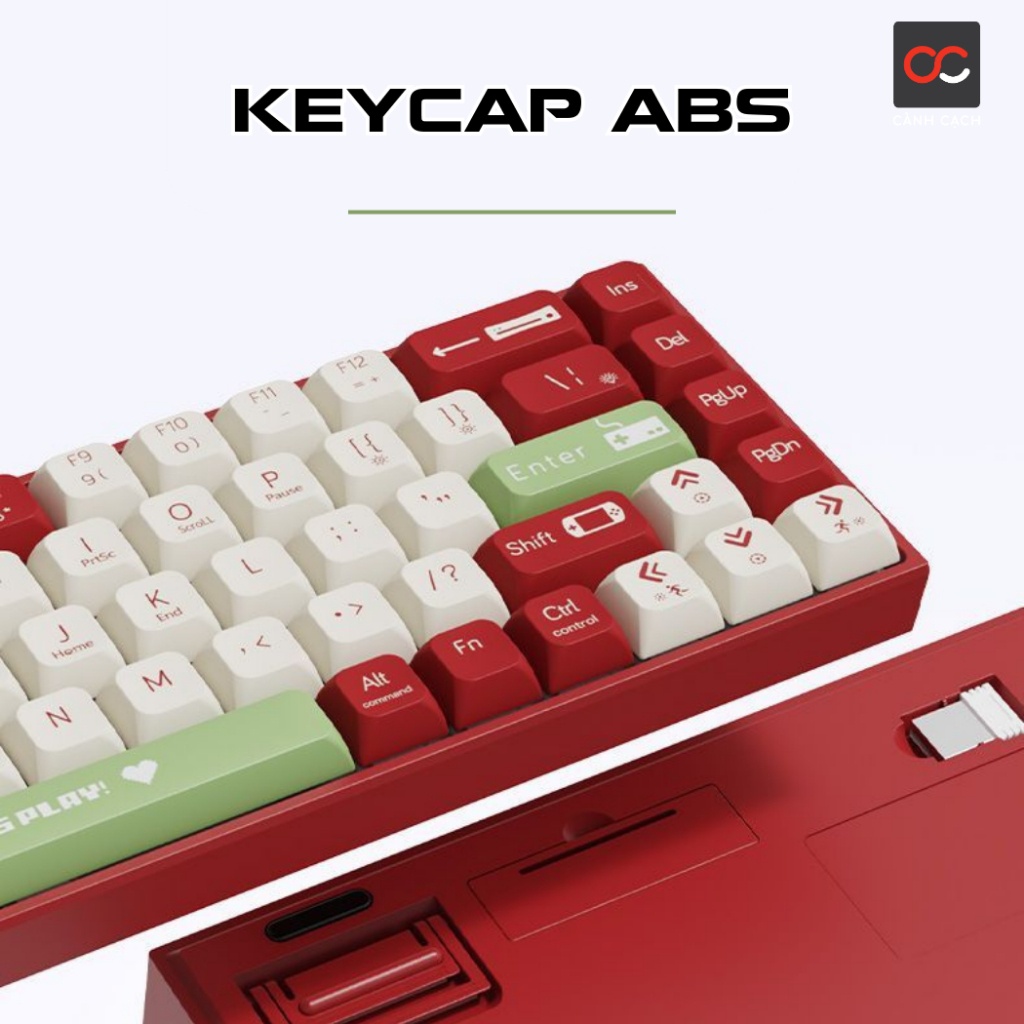 KEYCAP ABS
CANH CACH
Ins
Del
F12
= +
\ ¦
PgUp
F11
- _
] }
F10
0 )
[ {
Enter
PgDn
F9
9 (
P
Pause
' "
Shift
O
ScroLL
; :
I
PrtSc
L
/ ?
Ctrl
control
K
End
. >
Fn
J
Home
, <
Alt
command
M
N
S PLAY!